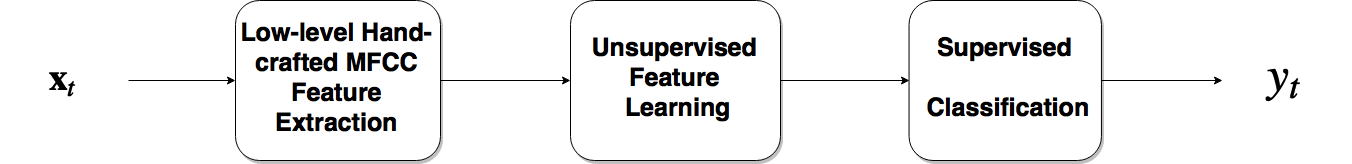 x_t
Low-level Hand-
crafted MFCC
Feature
Extraction
Unsupervised
Feature
Learning
Supervised
Classification
y_t